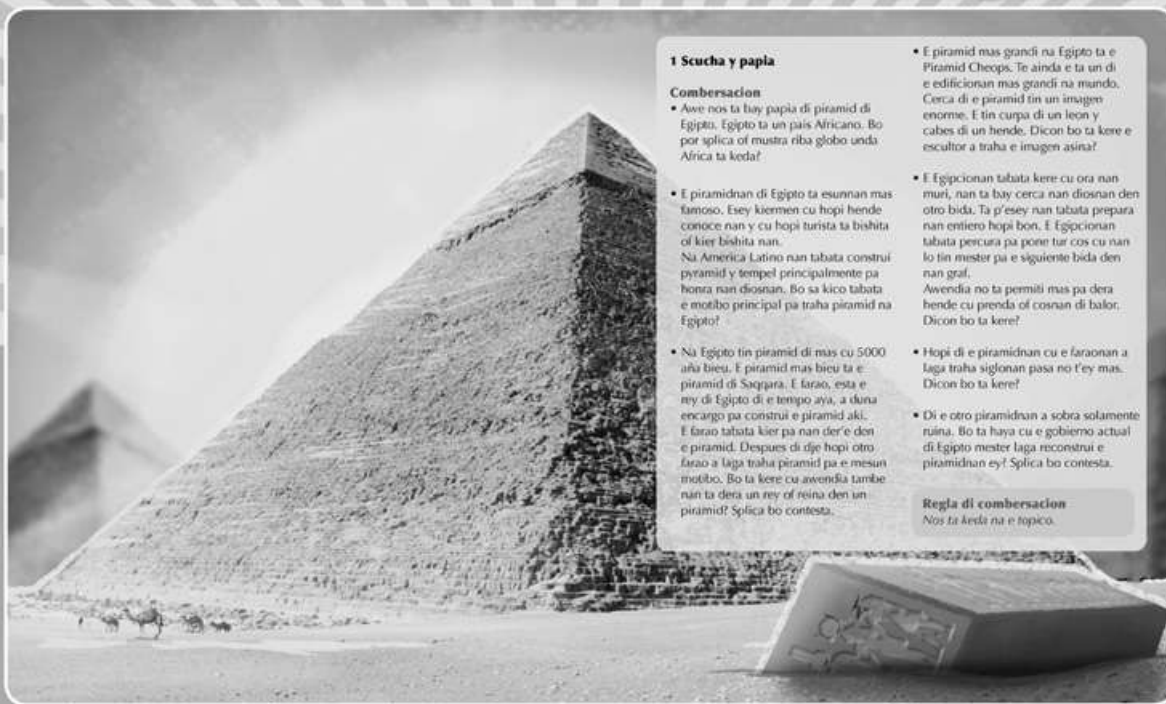 1 Scucha y papia
Combersacion
• Awe nos ta bay papia di piramid di
Egipto. Egipto ta un pais Africano. Bo
por splica of mustra riba globo unda
Africa ta keda?
• E piramidnan di Egipto ta esunnan mas
famoso. Esey kiermen cu hopi hende
conoce nan y cu hopi turista ta bishita
of kier bishita nan.
Na America Latino nan tabata construi
pyramid y tempel principalmente pa
honra nan diosnan. Bo sa kico tabata
e motibo principal pa traha piramid na
Egipto?
• Na Egipto tin piramid di mas cu 5000
aña bieu. E piramid mas bieu ta e
piramid di Saqqara. E farao, esta e
rey di Egipto di e tempo aya, a duna
encargo pa construi e piramid aki.
E farao tabata kier pa nan der'e den
e piramid. Despues di dje hopi otro
farao a laga traha piramid pa e mesun
motibo. Bo ta kere cu awendia tambe
nan ta dera un rey of reina den un
piramid? Splica bo contesta.
• E piramid mas grandi na Egipto ta e
Piramid Cheops. Te ainda e ta un di
e edificionan mas grandi na mundo.
Cerca di e piramid tin un imagen
enorme. E tin curpa di un leon y
cabes di un hende. Dicon bo ta kere e
escultor a traha e imagen asina?
• E Egipcionan tabata kere cu ora nan
muri, nan ta bay cerca nan diosnan den
otro bida. Ta p'esey nan tabata prepara
nan entiero hopi bon. E Egipcionan
tabata percura pa pone tur cos cu nan
lo tin mester pa e siguiente bida den
nan graf.
Awendia no ta permiti mas pa dera
hende cu prenda of cosnan di balor.
Dicon bo ta kere?
• Hopi di e piramidnan cu e faraonan a
laga traha siglonan pasa no t'ey mas.
Dicon bo ta kere?
• Di e otro piramidnan a sobra solamente
ruina. Bo ta haya cu e gobierno actual
di Egipto mester laga reconstrui e
piramidnan ey? Splica bo contesta.
Regla di combersacion
Nos ta keda na e topico.